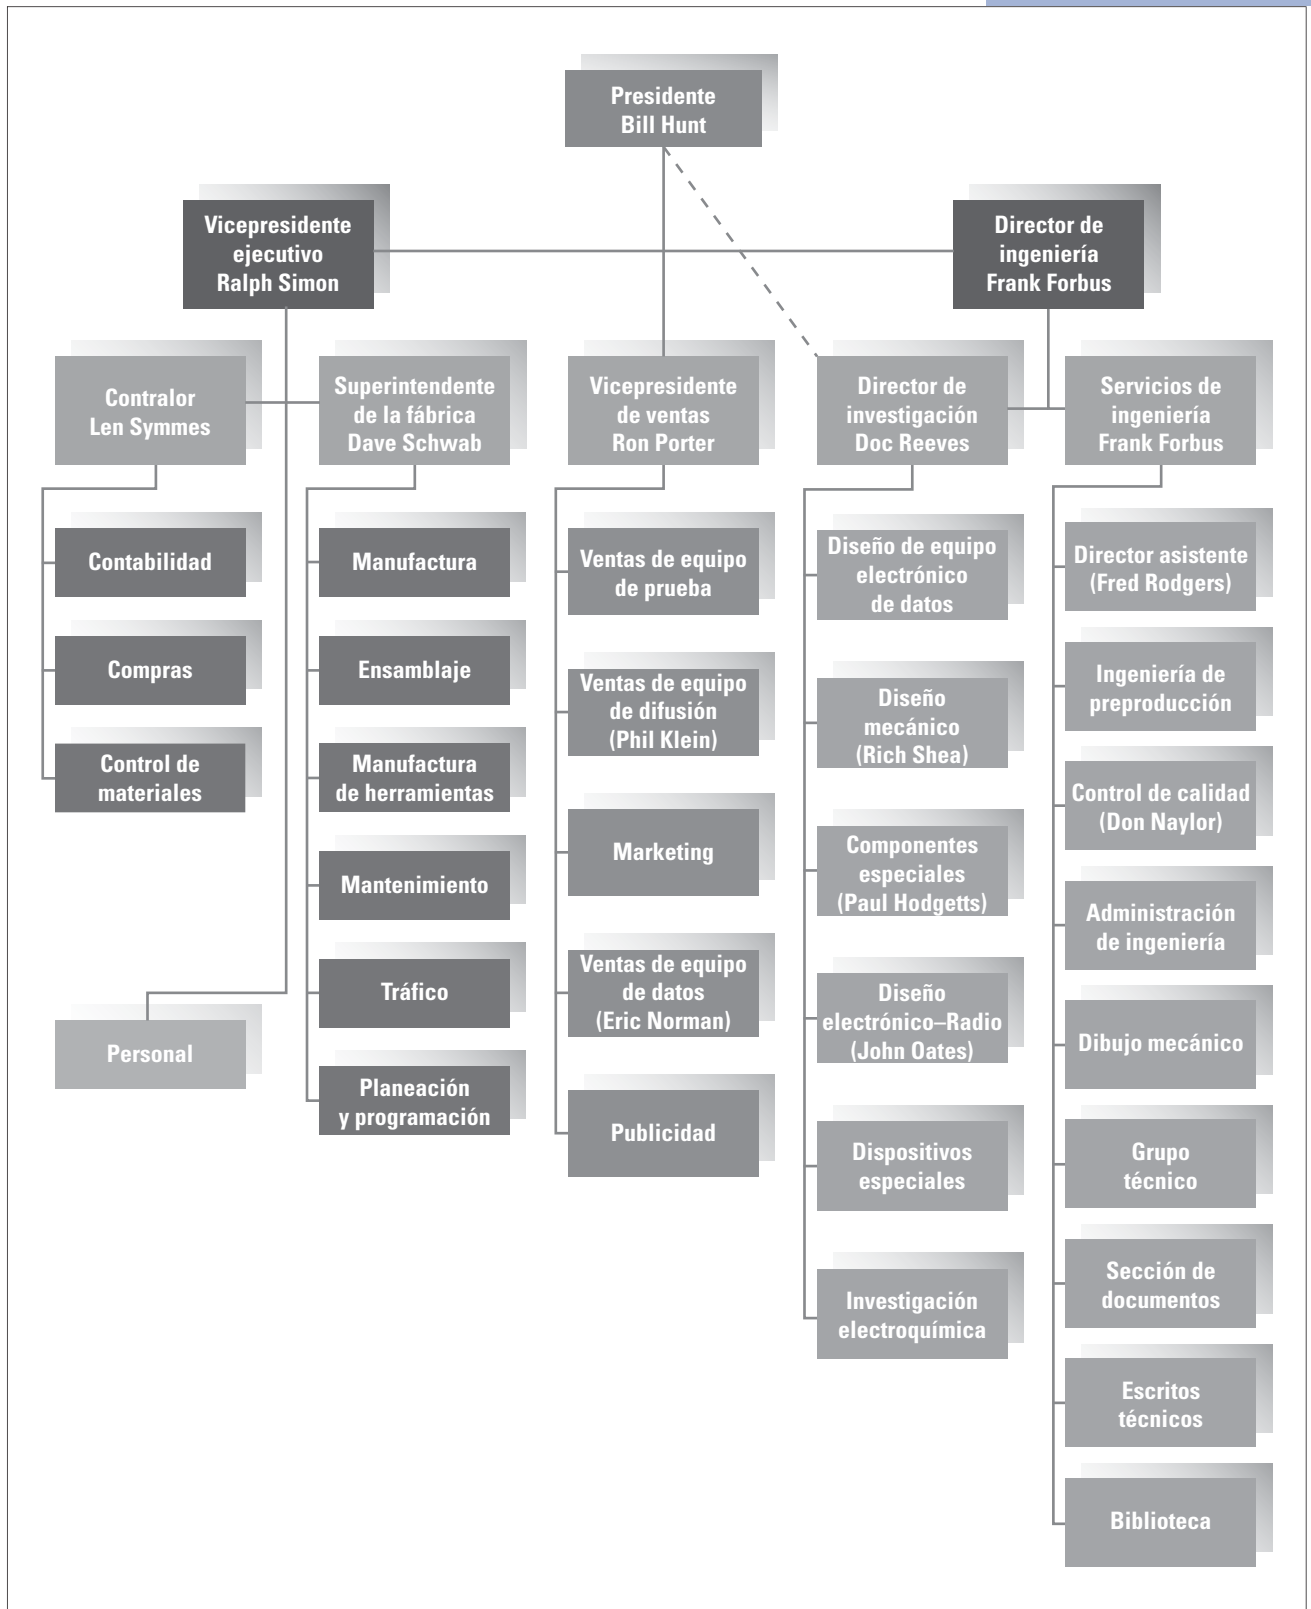 Presidente
Bill Hunt
Vicepresidente
ejecutivo
Ralph Simon
Director de
ingeniería
Frank Forbus
Contralor
Len Symmes
Superintendente
de la fábrica
Dave Schwab
Vicepresidente
de ventas
Ron Porter
Director de
investigación
Doc Reeves
Servicios de
ingeniería
Frank Forbus
Contabilidad
Compras
Control de
materiales
Personal
Manufactura
Ensamblaje
Manufactura
de herramientas
Mantenimiento
Tráfico
Planeación
y programación
Ventas de equipo
de prueba
Ventas de equipo
de difusión
(Phil Klein)
Marketing
Ventas de equipo
de datos
(Eric Norman)
Publicidad
Diseño de equipo
electrónico
de datos
Diseño
mecánico
(Rich Shea)
Componentes
especiales
(Paul Hodgetts)
Diseño
electrónico–Radio
(John Oates)
Dispositivos
especiales
Investigación
electroquímica
Director asistente
(Fred Rodgers)
Ingeniería de
preproducción
Control de calidad
(Don Naylor)
Administración
de ingeniería
Dibujo mecánico
Grupo
técnico
Sección de
documentos
Escritos
técnicos
Biblioteca